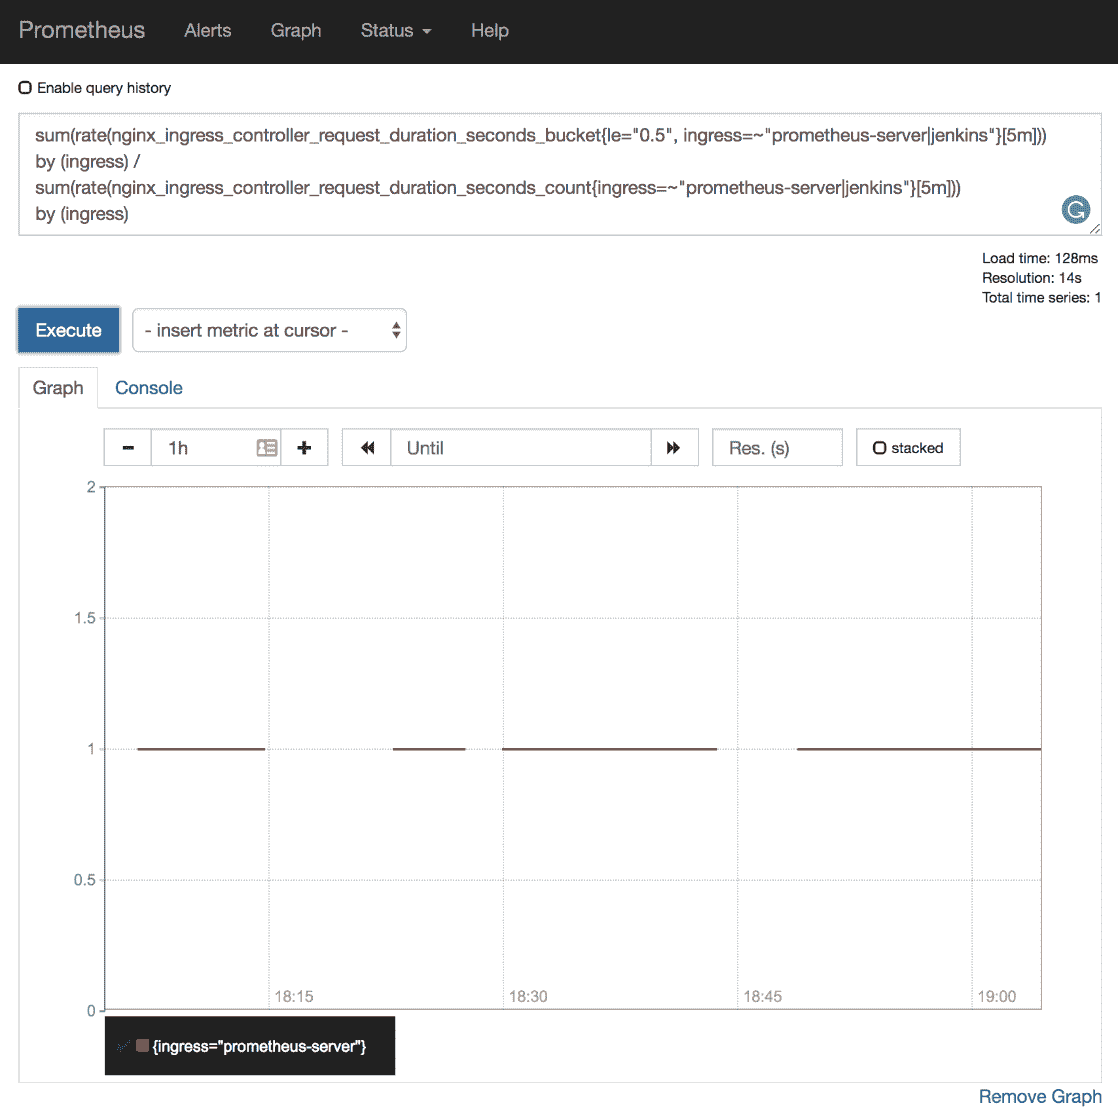 Prometheus Alerts Graph Status Help
Enable query history
sum(rate(nginx_ingress_controller_request_duration_seconds_bucket{le="0.5", ingress=~"prometheus-server|jenkins"}[5m]))
by (ingress) /
sum(rate(nginx_ingress_controller_request_duration_seconds_count{ingress=~"prometheus-server|jenkins"}[5m]))
by (ingress)
Load time: 128ms
Resolution: 14s
Total time series: 1
Execute - insert metric at cursor -
Graph Console
1h Until Res. (s) stacked
2
1.5
1
0.5
0
18:15 18:30 18:45 19:00
{ingress="prometheus-server"}
Remove Graph